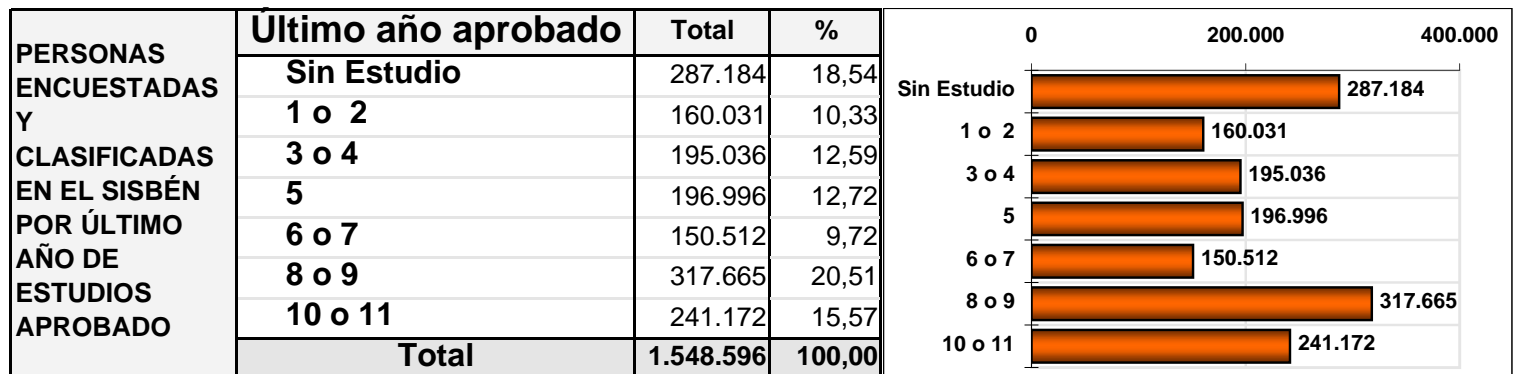 PERSONAS
ENCUESTADAS
Y
CLASIFICADAS
EN EL SISBÉN
POR ÚLTIMO
AÑO DE
ESTUDIOS
APROBADO
Último año aprobado Total %
Sin Estudio 287.184 18,54
1 o 2 160.031 10,33
3 o 4 195.036 12,59
5 196.996 12,72
6 o 7 150.512 9,72
8 o 9 317.665 20,51
10 o 11 241.172 15,57
Total 1.548.596 100,00
0 200.000 400.000
Sin Estudio 287.184
1 o 2 160.031
3 o 4 195.036
5 196.996
6 o 7 150.512
8 o 9 317.665
10 o 11 241.172